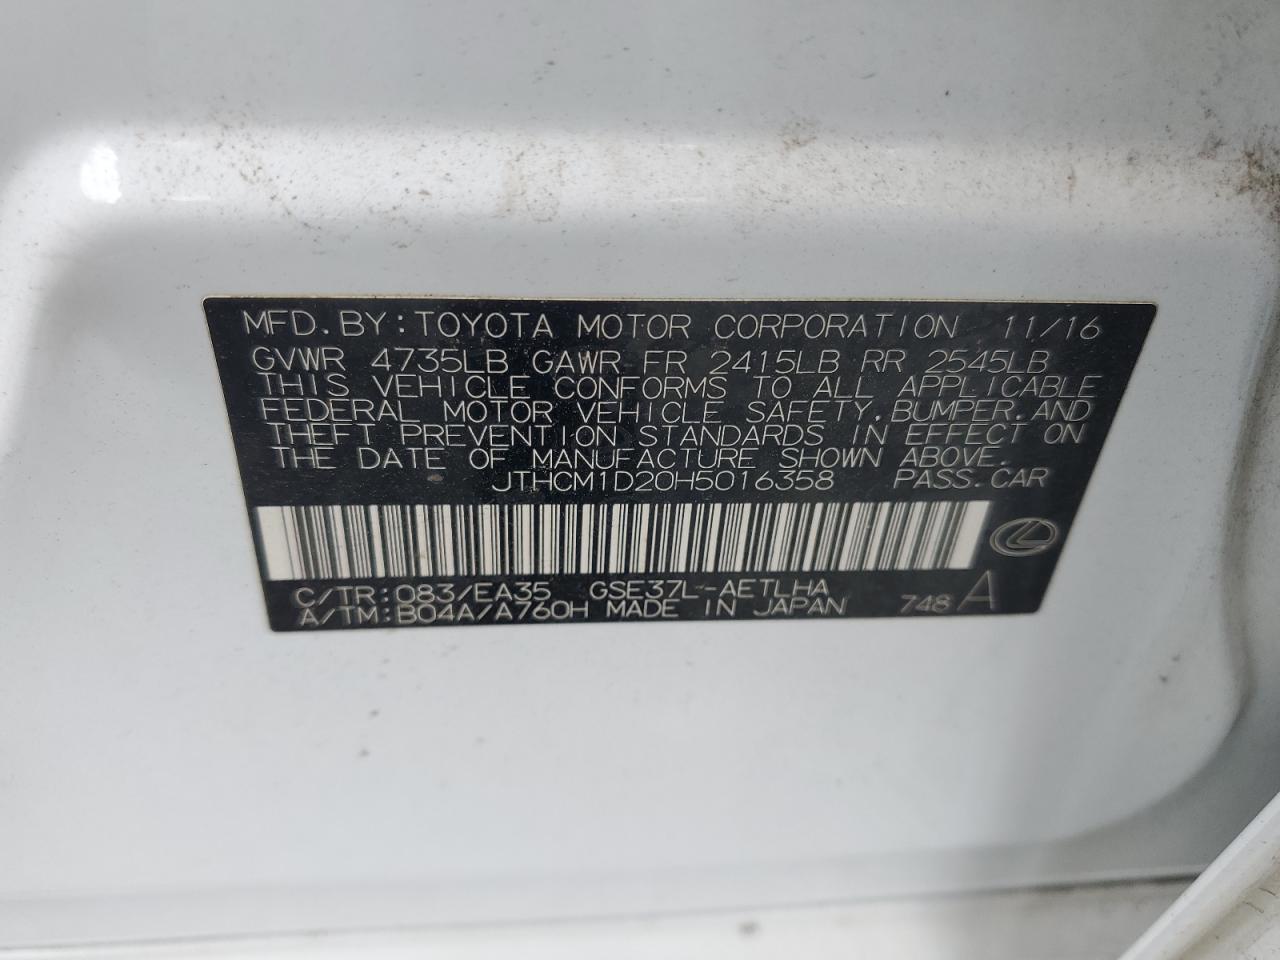 MFD. BY: TOYOTA MOTOR CORPORATION 11/16
GVWR 4735LB GAWR FR 2415LB RR 2545LB
THIS VEHICLE CONFORMS TO ALL APPLICABLE
FEDERAL MOTOR VEHICLE SAFETY, BUMPER, AND
THEFT PREVENTION STANDARDS IN EFFECT ON
THE DATE OF MANUFACTURE SHOWN ABOVE.
JTHCM1D20H5016358 PASS. CAR
C/TR: 083/EA35 GSE37L-AETLHA
A/TM: B04A/A760H MADE IN JAPAN 748 A